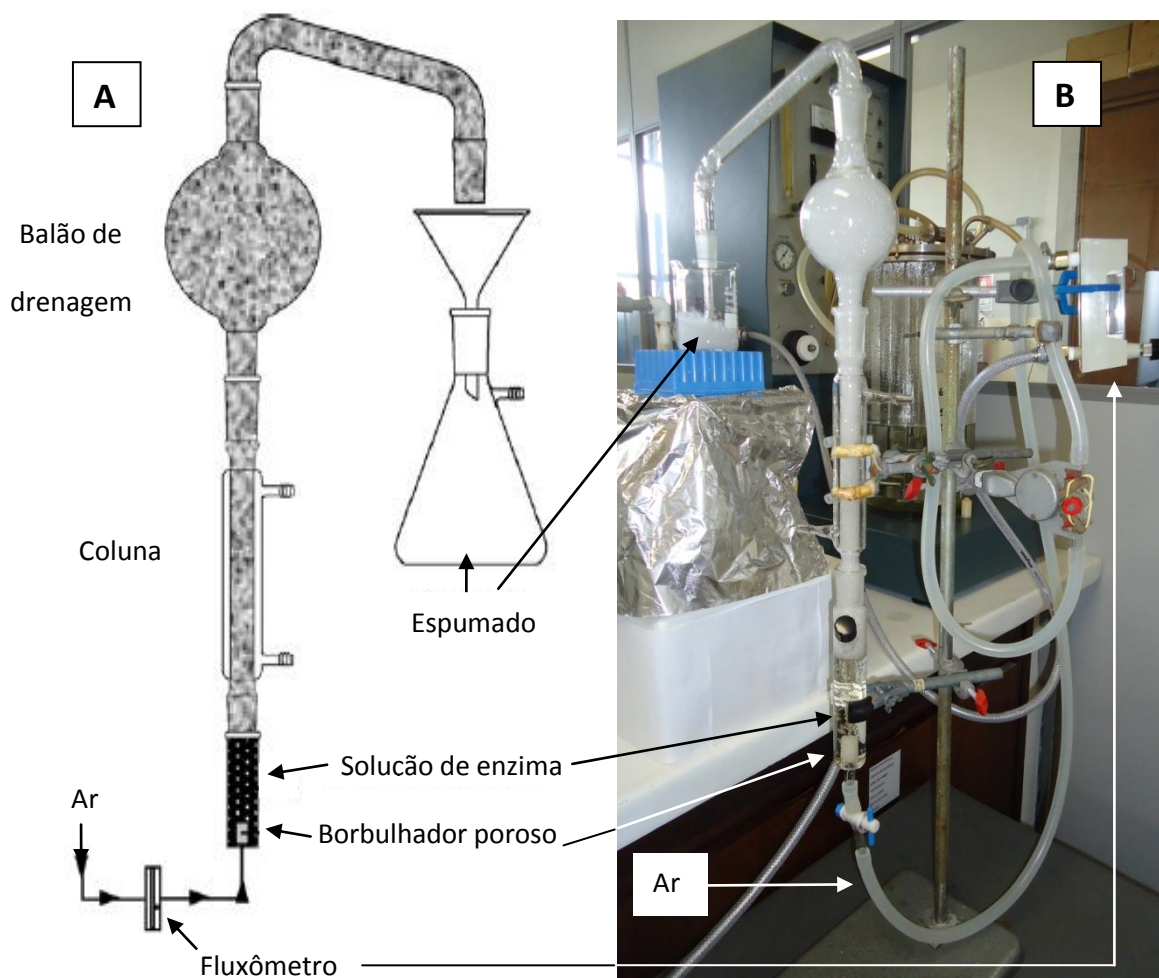 A
B
Balão de
drenagem
Coluna
Espumado
Solucão de enzima
Ar
Borbulhador poroso
Ar
Fluxômetro